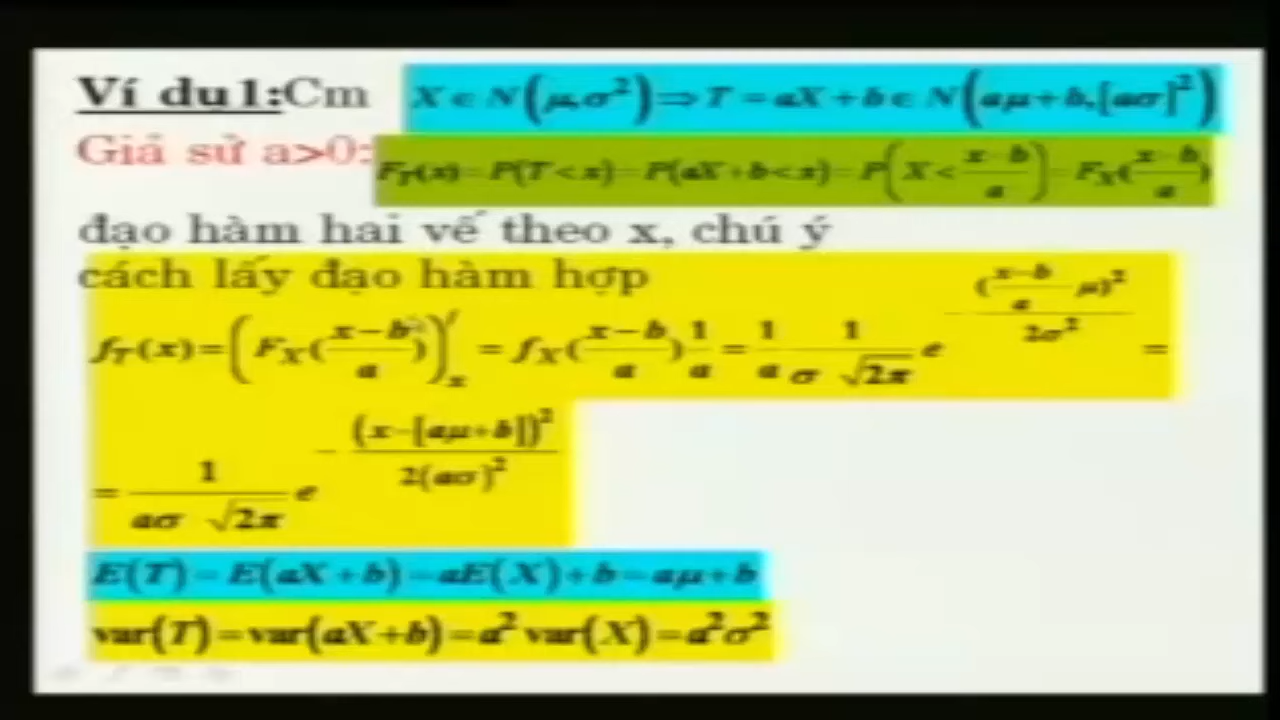 Ví dụ1:Cm X ∈ N(μ,σ²) ⇒ T = aX + b ∈ N(aμ + b,[aσ]²)
Giả sử a>0: F_T(x) = P(T < x) = P(aX + b < x) = P(X < (x − b)/a) = F_X((x − b)/a)
đạo hàm hai vế theo x, chú ý
cách lấy đạo hàm hợp
f_T(x) = (F_X((x − b)/a))'_x = f_X((x − b)/a) 1/a = 1/a 1/(σ √2π) e^(−((x − b)/a − μ)²/(2σ²)) =
= 1/(aσ √2π) e^(−(x − [aμ + b])²/(2(aσ)²))
E(T) = E(aX + b) = aE(X) + b = aμ + b
var(T) = var(aX + b) = a² var(X) = a²σ²